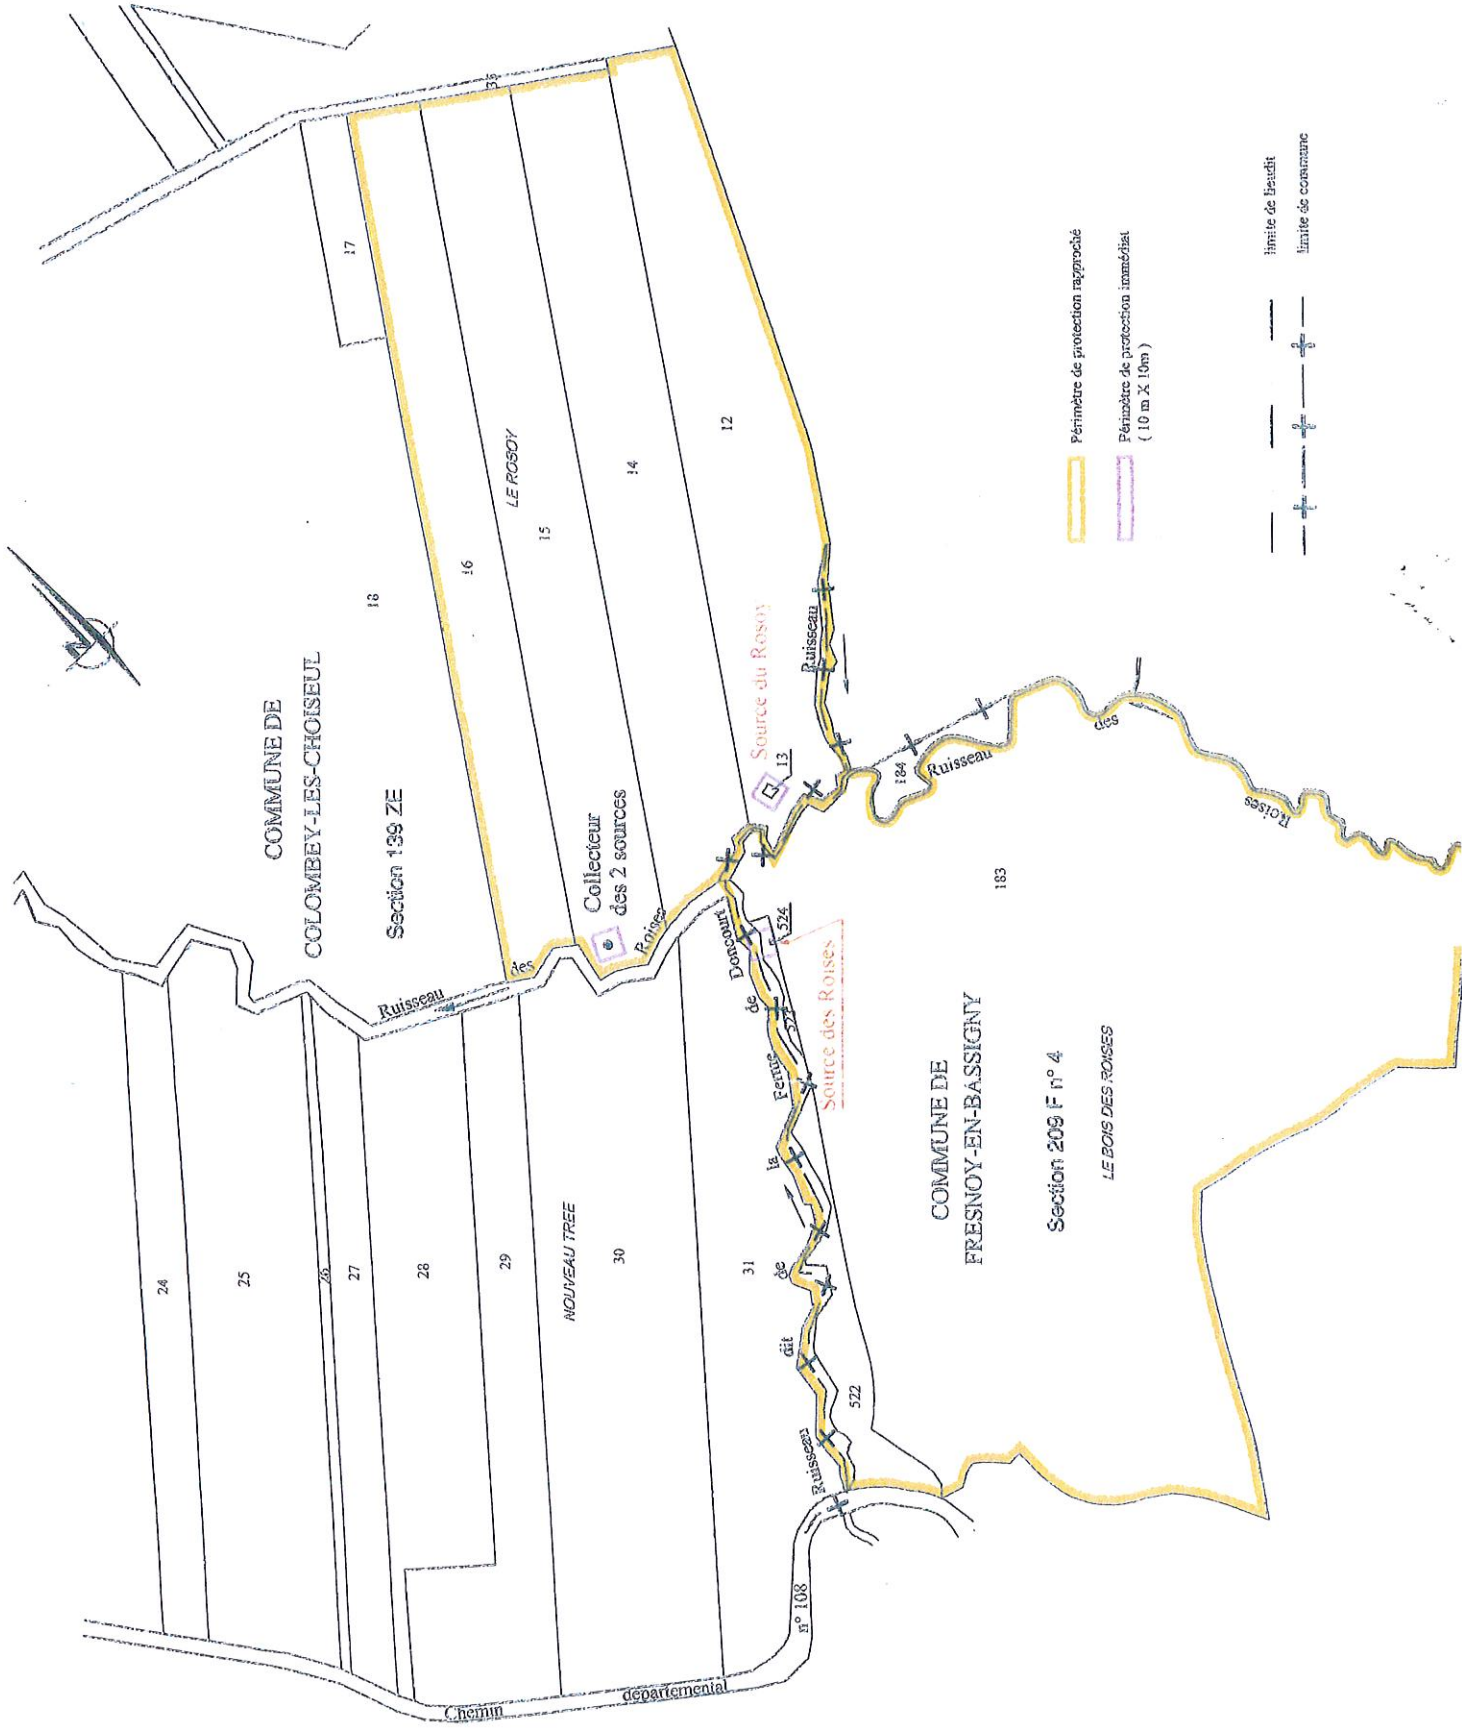 COMMUNE DE
COLOMBEY-LES-CHOISEUL
Section 139 ZE
18
17
16
LE ROSOY
15
14
12
Source du Rosoy
13
Collecteur
des 2 sources
Ruisseau
des
Roises
24
25
26
27
28
29
NOUVEAU TREE
30
31
Ruisseau
dit
de
la
Ferme
de
Doncourt
524
Source des Roises
522
Chemin
departemental
n° 108
COMMUNE DE
FRESNOY-EN-BASSIGNY
Section 209 F n° 4
LE BOIS DES ROISES
183
184
Ruisseau
Ruisseau
des
Roises
Périmètre de protection rapproché
Périmètre de protection immédiat
( 10 m X 10m )
limite de lieudit
limite de commune